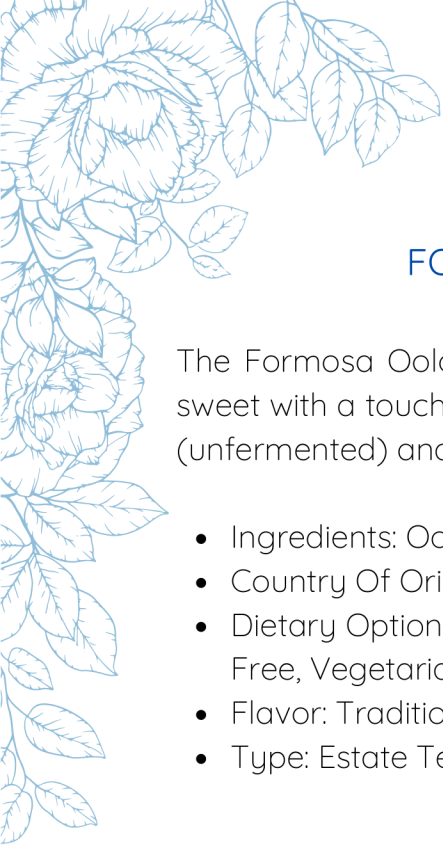 FO
The Formosa Oolo
sweet with a touch
(unfermented) and
• Ingredients: Oo
• Country Of Ori
• Dietary Option
Free, Vegetaria
• Flavor: Traditio
• Type: Estate Te